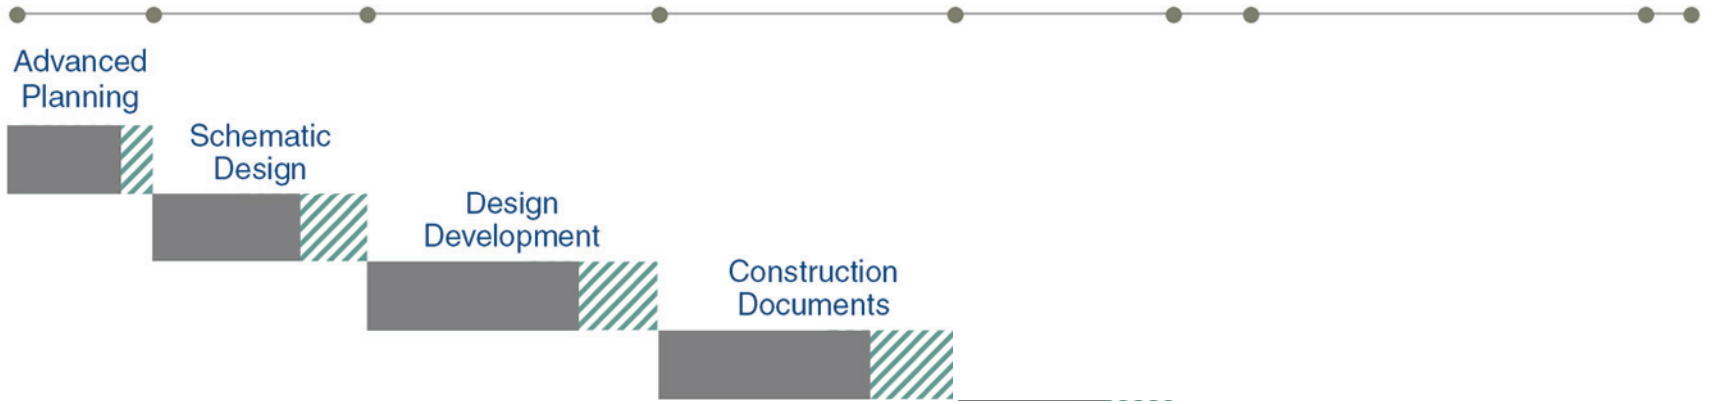 Advanced
Planning
Schematic
Design
Design
Development
Construction
Documents